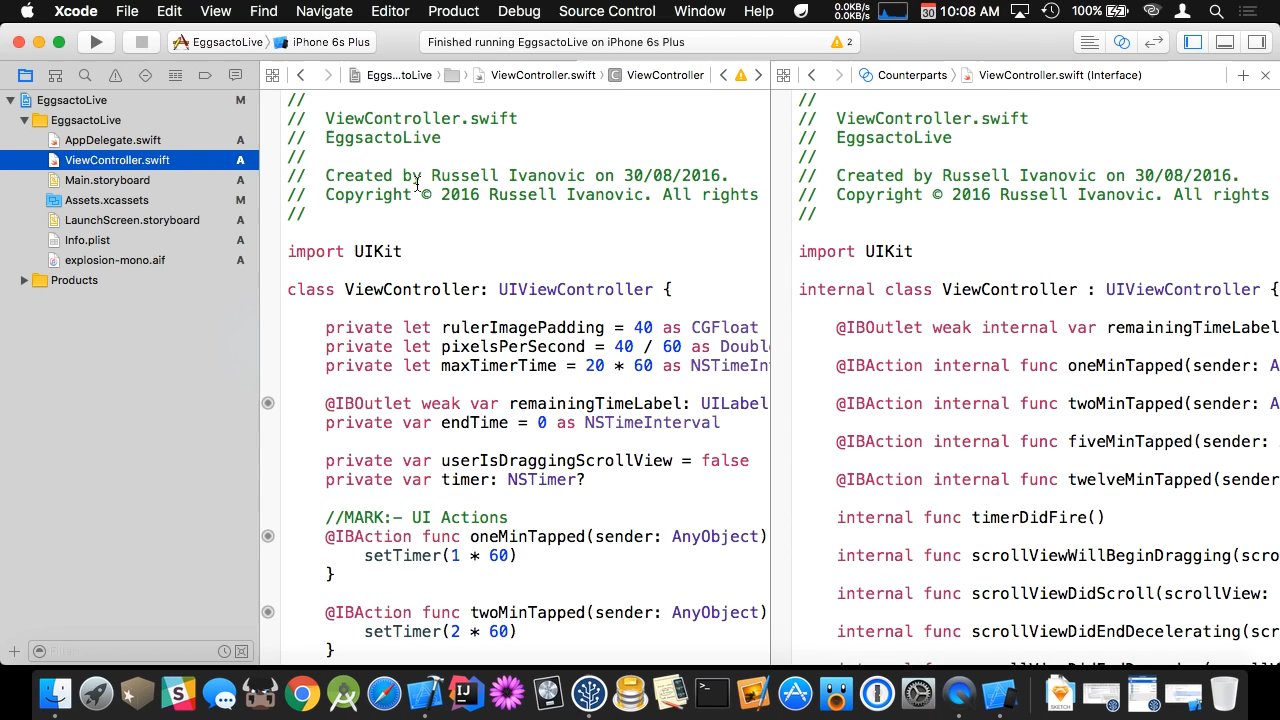 Xcode File Edit View Find Navigate Editor Product Debug Source Control Window Help 0.0KB/s 0.0KB/s 30 10:08 AM 100%
EggsactoLive iPhone 6s Plus Finished running EggsactoLive on iPhone 6s Plus 2
Eggs...toLive ViewController.swift C ViewController Counterparts ViewController.swift (Interface)
EggsactoLive M
EggsactoLive
AppDelegate.swift A
ViewController.swift A
Main.storyboard A
Assets.xcassets M
LaunchScreen.storyboard A
Info.plist A
explosion-mono.aif A
Products
Filter
//
// ViewController.swift
// EggsactoLive
//
// Created by Russell Ivanovic on 30/08/2016.
// Copyright © 2016 Russell Ivanovic. All rights
//
import UIKit
class ViewController: UIViewController {
private let rulerImagePadding = 40 as CGFloat
private let pixelsPerSecond = 40 / 60 as Doubl
private let maxTimerTime = 20 * 60 as NSTimeIn
@IBOutlet weak var remainingTimeLabel: UILabel
private var endTime = 0 as NSTimeInterval
private var userIsDraggingScrollView = false
private var timer: NSTimer?
//MARK:- UI Actions
@IBAction func oneMinTapped(sender: AnyObject)
setTimer(1 * 60)
}
@IBAction func twoMinTapped(sender: AnyObject)
setTimer(2 * 60)
}
//
// ViewController.swift
// EggsactoLive
//
// Created by Russell Ivanovic on 30/08/2016.
// Copyright © 2016 Russell Ivanovic. All rights
//
import UIKit
internal class ViewController : UIViewController {
@IBOutlet weak internal var remainingTimeLabel
@IBAction internal func oneMinTapped(sender: A
@IBAction internal func twoMinTapped(sender: A
@IBAction internal func fiveMinTapped(sender:
@IBAction internal func twelveMinTapped(sender
internal func timerDidFire()
internal func scrollViewWillBeginDragging(scro
internal func scrollViewDidScroll(scrollView:
internal func scrollViewDidEndDecelerating(scr